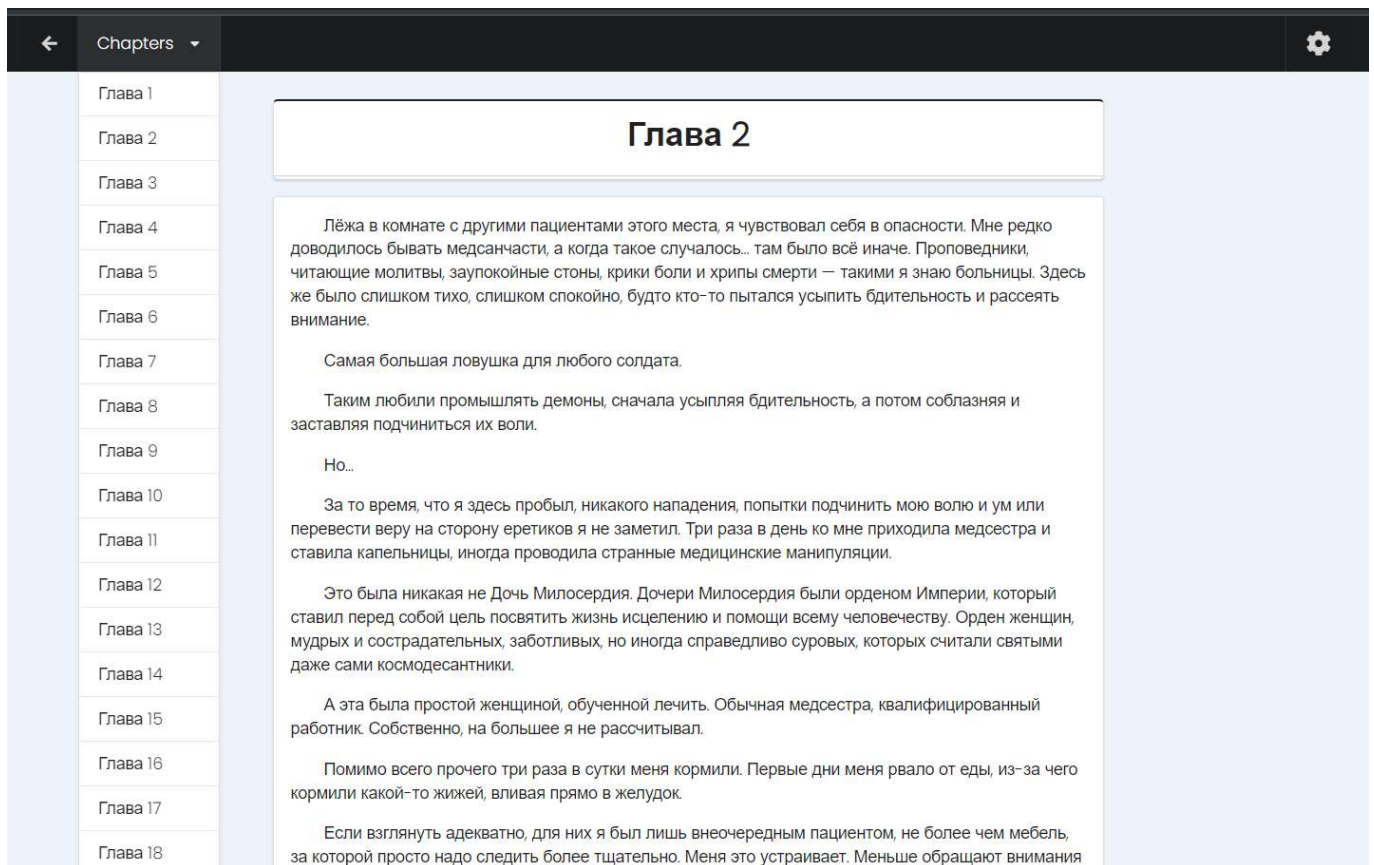 Chapters
Глава 1
Глава 2
Глава 3
Глава 4
Глава 5
Глава 6
Глава 7
Глава 8
Глава 9
Глава 10
Глава 11
Глава 12
Глава 13
Глава 14
Глава 15
Глава 16
Глава 17
Глава 18
Глава 2
Лёжа в комнате с другими пациентами этого места, я чувствовал себя в опасности. Мне редко
доводилось бывать медсанчасти, а когда такое случалось... там было всё иначе. Проповедники,
читающие молитвы, заупокойные стоны, крики боли и хрипы смерти — такими я знаю больницы. Здесь
же было слишком тихо, слишком спокойно, будто кто-то пытался усыпить бдительность и рассеять
внимание.
Самая большая ловушка для любого солдата.
Таким любили промышлять демоны, сначала усыпляя бдительность, а потом соблазняя и
заставляя подчиниться их воли.
Но...
За то время, что я здесь пробыл, никакого нападения, попытки подчинить мою волю и ум или
перевести веру на сторону еретиков я не заметил. Три раза в день ко мне приходила медсестра и
ставила капельницы, иногда проводила странные медицинские манипуляции.
Это была никакая не Дочь Милосердия. Дочери Милосердия были орденом Империи, который
ставил перед собой цель посвятить жизнь исцелению и помощи всему человечеству. Орден женщин,
мудрых и сострадательных, заботливых, но иногда справедливо суровых, которых считали святыми
даже сами космодесантники.
А эта была простой женщиной, обученной лечить. Обычная медсестра, квалифицированный
работник. Собственно, на большее я не рассчитывал.
Помимо всего прочего три раза в сутки меня кормили. Первые дни меня рвало от еды, из-за чего
кормили какой-то жижей, вливая прямо в желудок.
Если взглянуть адекватно, для них я был лишь внеочередным пациентом, не более чем мебель,
за которой просто надо следить более тщательно. Меня это устраивает. Меньше обращают внимания